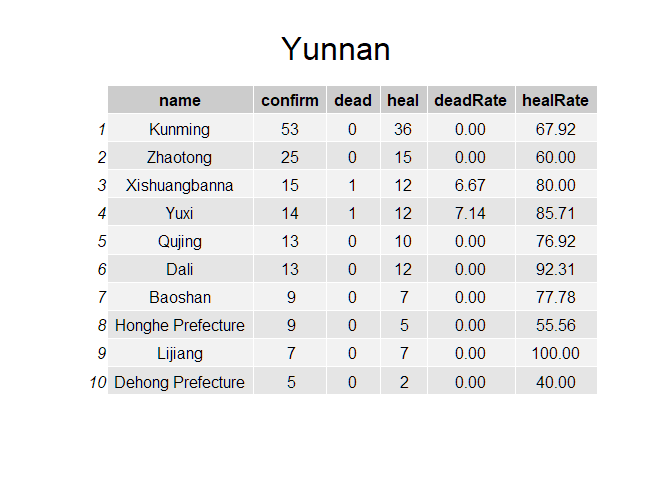 Yunnan
name confirm dead heal deadRate healRate
1 Kunming 53 0 36 0.00 67.92
2 Zhaotong 25 0 15 0.00 60.00
3 Xishuangbanna 15 1 12 6.67 80.00
4 Yuxi 14 1 12 7.14 85.71
5 Qujing 13 0 10 0.00 76.92
6 Dali 13 0 12 0.00 92.31
7 Baoshan 9 0 7 0.00 77.78
8 Honghe Prefecture 9 0 5 0.00 55.56
9 Lijiang 7 0 7 0.00 100.00
10 Dehong Prefecture 5 0 2 0.00 40.00